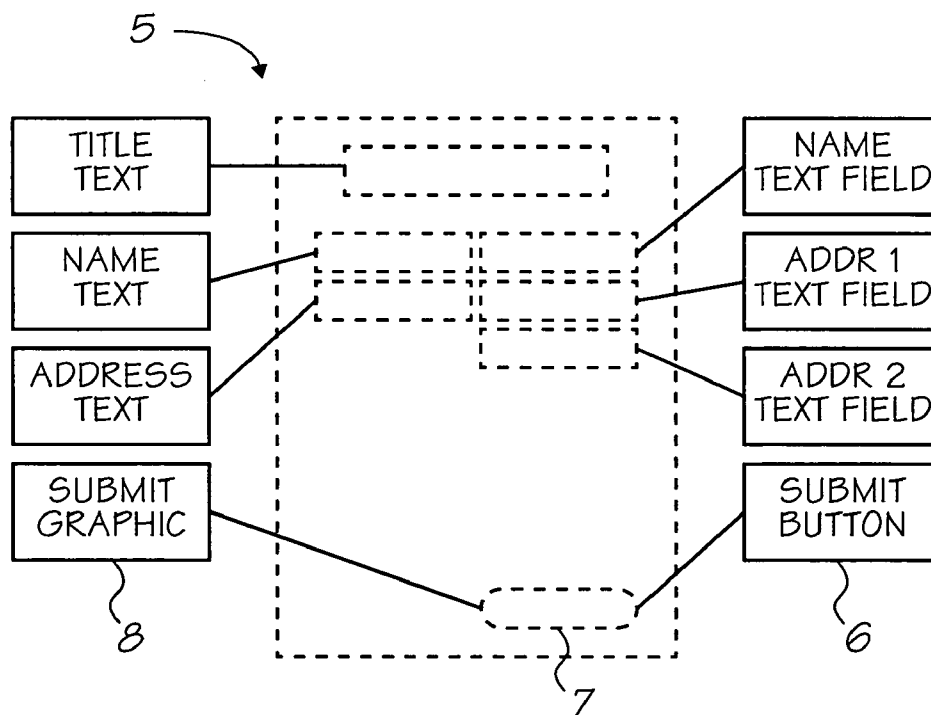 5
TITLE
TEXT
NAME
TEXT FIELD
NAME
TEXT
ADDR 1
TEXT FIELD
ADDRESS
TEXT
ADDR 2
TEXT FIELD
SUBMIT
GRAPHIC
SUBMIT
BUTTON
8
7
6